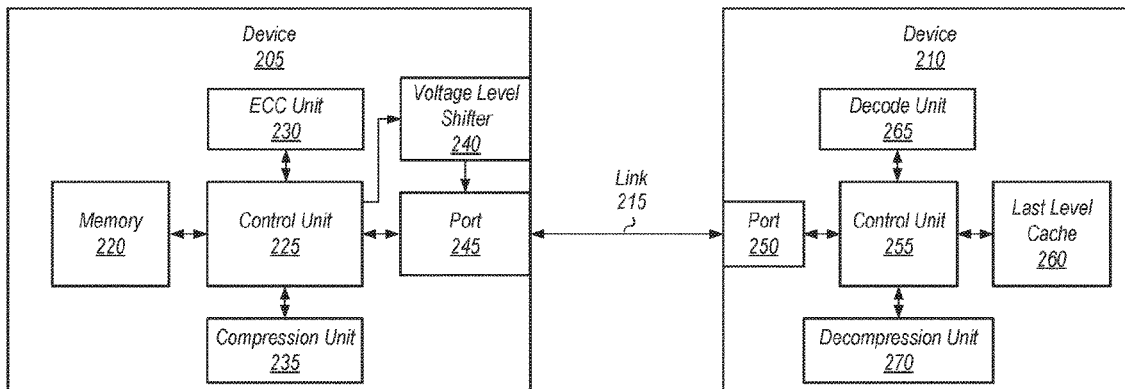 Device
205
ECC Unit
230
Voltage Level
Shifter
240
Memory
220
Control Unit
225
Port
245
Compression Unit
235
Link
215
Device
210
Decode Unit
265
Port
250
Control Unit
255
Last Level
Cache
260
Decompression Unit
270